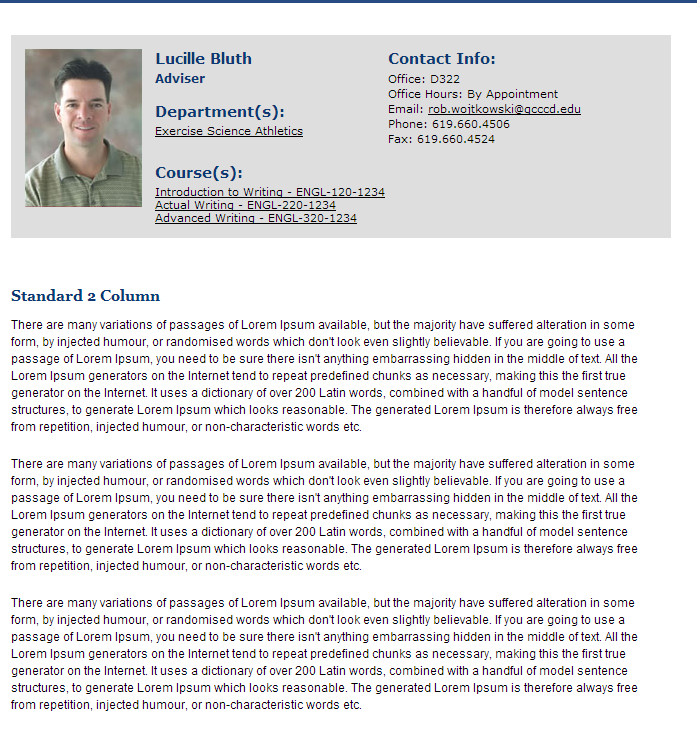 Lucille Bluth
Adviser
Department(s):
Exercise Science Athletics
Course(s):
Introduction to Writing - ENGL-120-1234
Actual Writing - ENGL-220-1234
Advanced Writing - ENGL-320-1234
Contact Info:
Office: D322
Office Hours: By Appointment
Email: rob.wojtkowski@gcccd.edu
Phone: 619.660.4506
Fax: 619.660.4524
Standard 2 Column
There are many variations of passages of Lorem Ipsum available, but the majority have suffered alteration in some
form, by injected humour, or randomised words which don't look even slightly believable. If you are going to use a
passage of Lorem Ipsum, you need to be sure there isn't anything embarrassing hidden in the middle of text. All the
Lorem Ipsum generators on the Internet tend to repeat predefined chunks as necessary, making this the first true
generator on the Internet. It uses a dictionary of over 200 Latin words, combined with a handful of model sentence
structures, to generate Lorem Ipsum which looks reasonable. The generated Lorem Ipsum is therefore always free
from repetition, injected humour, or non-characteristic words etc.
There are many variations of passages of Lorem Ipsum available, but the majority have suffered alteration in some
form, by injected humour, or randomised words which don't look even slightly believable. If you are going to use a
passage of Lorem Ipsum, you need to be sure there isn't anything embarrassing hidden in the middle of text. All the
Lorem Ipsum generators on the Internet tend to repeat predefined chunks as necessary, making this the first true
generator on the Internet. It uses a dictionary of over 200 Latin words, combined with a handful of model sentence
structures, to generate Lorem Ipsum which looks reasonable. The generated Lorem Ipsum is therefore always free
from repetition, injected humour, or non-characteristic words etc.
There are many variations of passages of Lorem Ipsum available, but the majority have suffered alteration in some
form, by injected humour, or randomised words which don't look even slightly believable. If you are going to use a
passage of Lorem Ipsum, you need to be sure there isn't anything embarrassing hidden in the middle of text. All the
Lorem Ipsum generators on the Internet tend to repeat predefined chunks as necessary, making this the first true
generator on the Internet. It uses a dictionary of over 200 Latin words, combined with a handful of model sentence
structures, to generate Lorem Ipsum which looks reasonable. The generated Lorem Ipsum is therefore always free
from repetition, injected humour, or non-characteristic words etc.